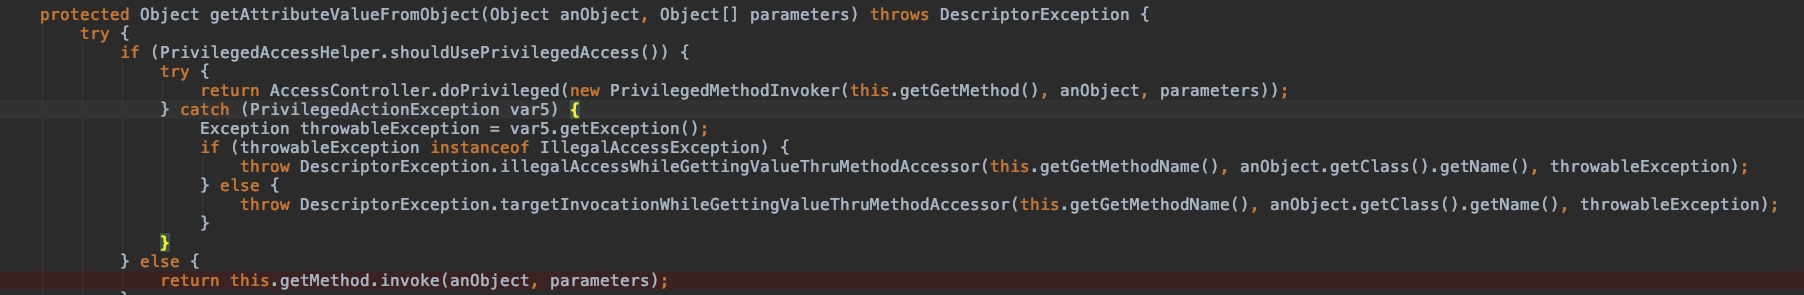 protected Object getAttributeValueFromObject(Object anObject, Object[] parameters) throws DescriptorException {
try {
if (PrivilegedAccessHelper.shouldUsePrivilegedAccess()) {
try {
return AccessController.doPrivileged(new PrivilegedMethodInvoker(this.getGetMethod(), anObject, parameters));
} catch (PrivilegedActionException var5) {
Exception throwableException = var5.getException();
if (throwableException instanceof IllegalAccessException) {
throw DescriptorException.illegalAccessWhileGettingValueThruMethodAccessor(this.getGetMethodName(), anObject.getClass().getName(), throwableException);
} else {
throw DescriptorException.targetInvocationWhileGettingValueThruMethodAccessor(this.getGetMethodName(), anObject.getClass().getName(), throwableException);
}
}
} else {
return this.getMethod.invoke(anObject, parameters);